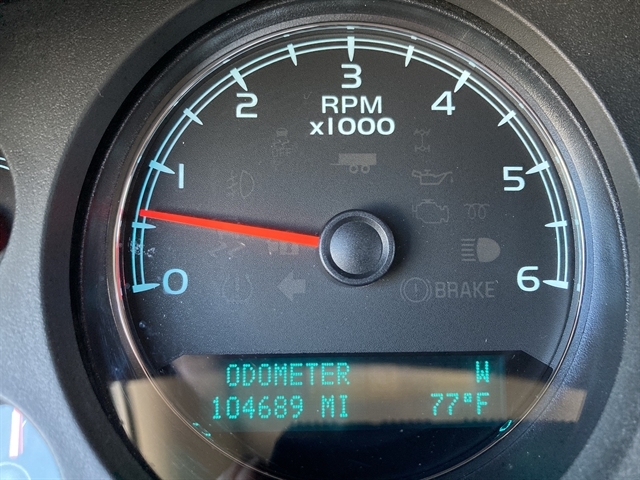 3
2
4
RPM
x1000
1
5
0
6
BRAKE
ODOMETER W
104689 MI 77°F